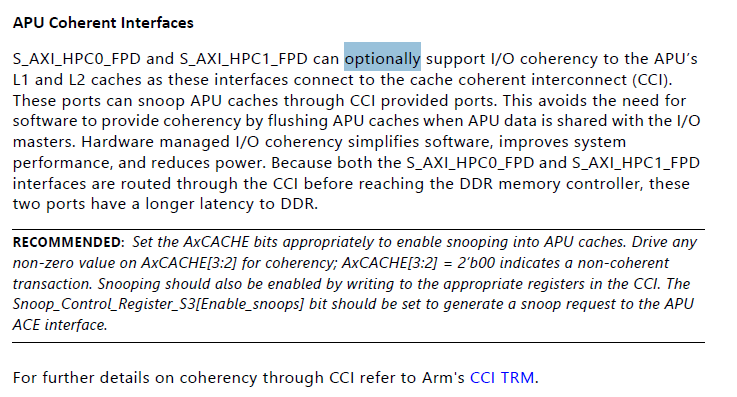 APU Coherent Interfaces
S_AXI_HPC0_FPD and S_AXI_HPC1_FPD can optionally support I/O coherency to the APU's
L1 and L2 caches as these interfaces connect to the cache coherent interconnect (CCI).
These ports can snoop APU caches through CCI provided ports. This avoids the need for
software to provide coherency by flushing APU caches when APU data is shared with the I/O
masters. Hardware managed I/O coherency simplifies software, improves system
performance, and reduces power. Because both the S_AXI_HPC0_FPD and S_AXI_HPC1_FPD
interfaces are routed through the CCI before reaching the DDR memory controller, these
two ports have a longer latency to DDR.
RECOMMENDED: Set the AxCACHE bits appropriately to enable snooping into APU caches. Drive any
non-zero value on AxCACHE[3:2] for coherency; AxCACHE[3:2] = 2'b00 indicates a non-coherent
transaction. Snooping should also be enabled by writing to the appropriate registers in the CCI. The
Snoop_Control_Register_S3[Enable_snoops] bit should be set to generate a snoop request to the APU
ACE interface.
For further details on coherency through CCI refer to Arm's CCI TRM.